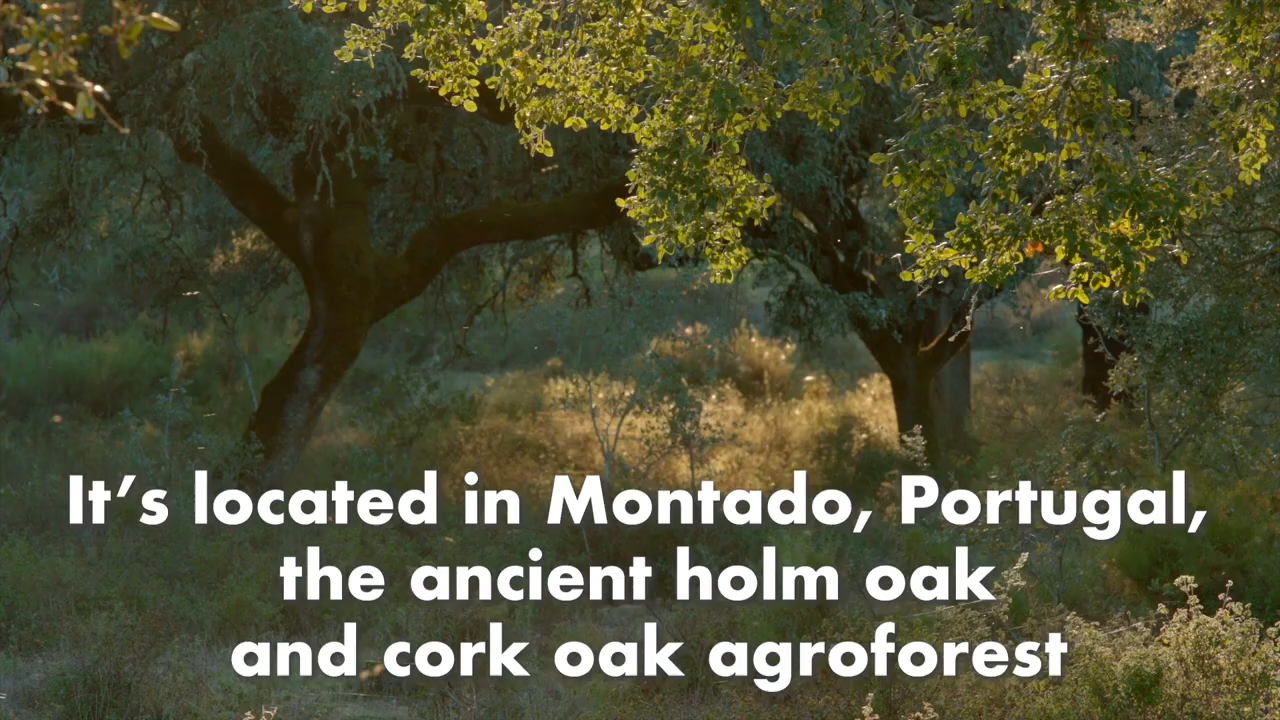 It’s located in Montado, Portugal,
the ancient holm oak
and cork oak agroforest